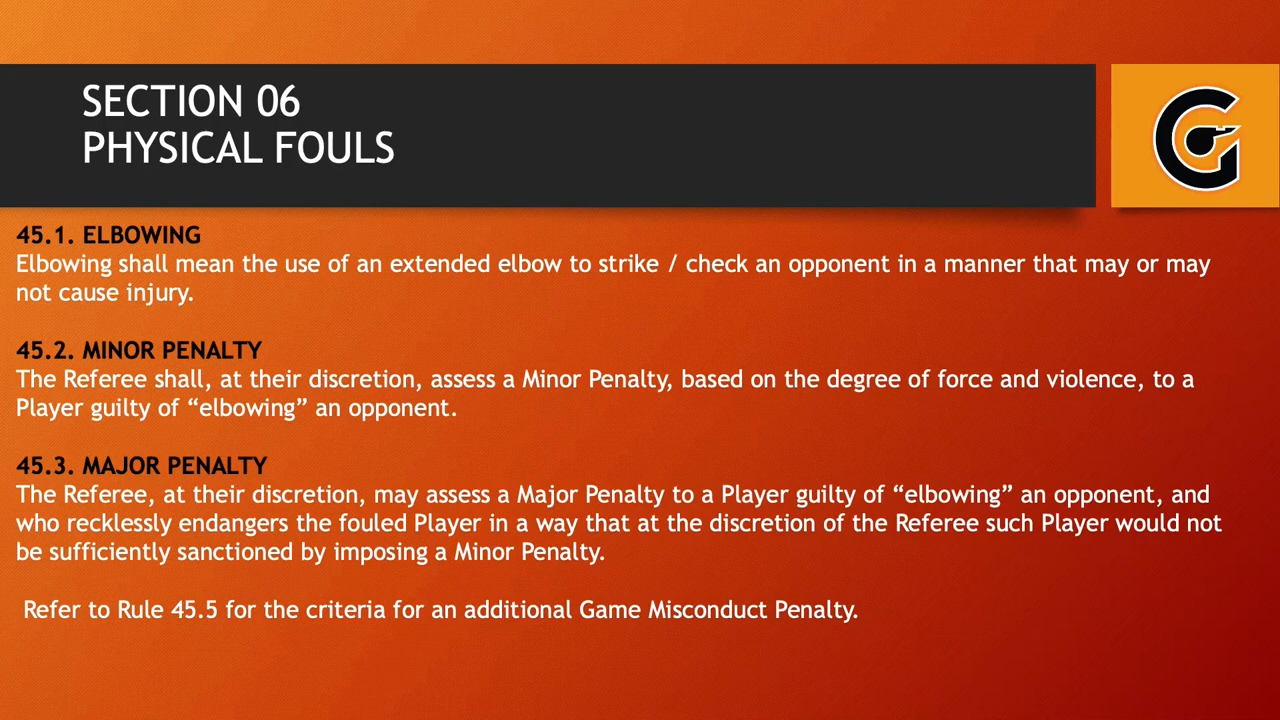 SECTION 06
PHYSICAL FOULS
G
45.1. ELBOWING
Elbowing shall mean the use of an extended elbow to strike / check an opponent in a manner that may or may
not cause injury.
45.2. MINOR PENALTY
The Referee shall, at their discretion, assess a Minor Penalty, based on the degree of force and violence, to a
Player guilty of “elbowing” an opponent.
45.3. MAJOR PENALTY
The Referee, at their discretion, may assess a Major Penalty to a Player guilty of “elbowing” an opponent, and
who recklessly endangers the fouled Player in a way that at the discretion of the Referee such Player would not
be sufficiently sanctioned by imposing a Minor Penalty.
Refer to Rule 45.5 for the criteria for an additional Game Misconduct Penalty.